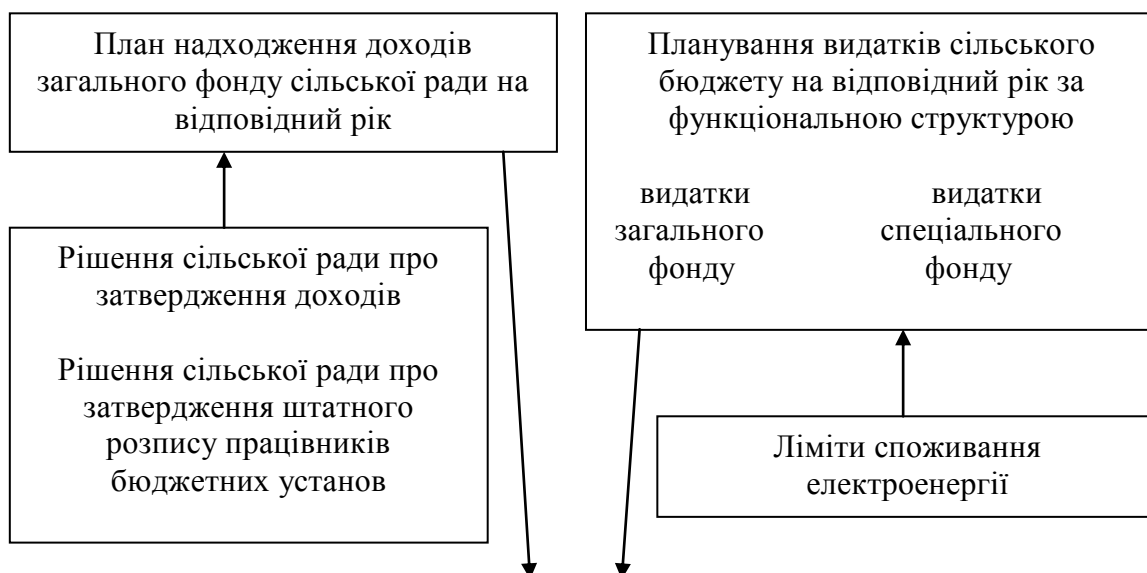 План надходження доходів
загального фонду сільської ради на
відповідний рік
Рішення сільської ради про
затвердження доходів
Рішення сільської ради про
затвердження штатного
розпису працівників
бюджетних установ
Планування видатків сільського
бюджету на відповідний рік за
функціональною структурою
видатки
загального
фонду
видатки
спеціального
фонду
Ліміти споживання
електроенергії